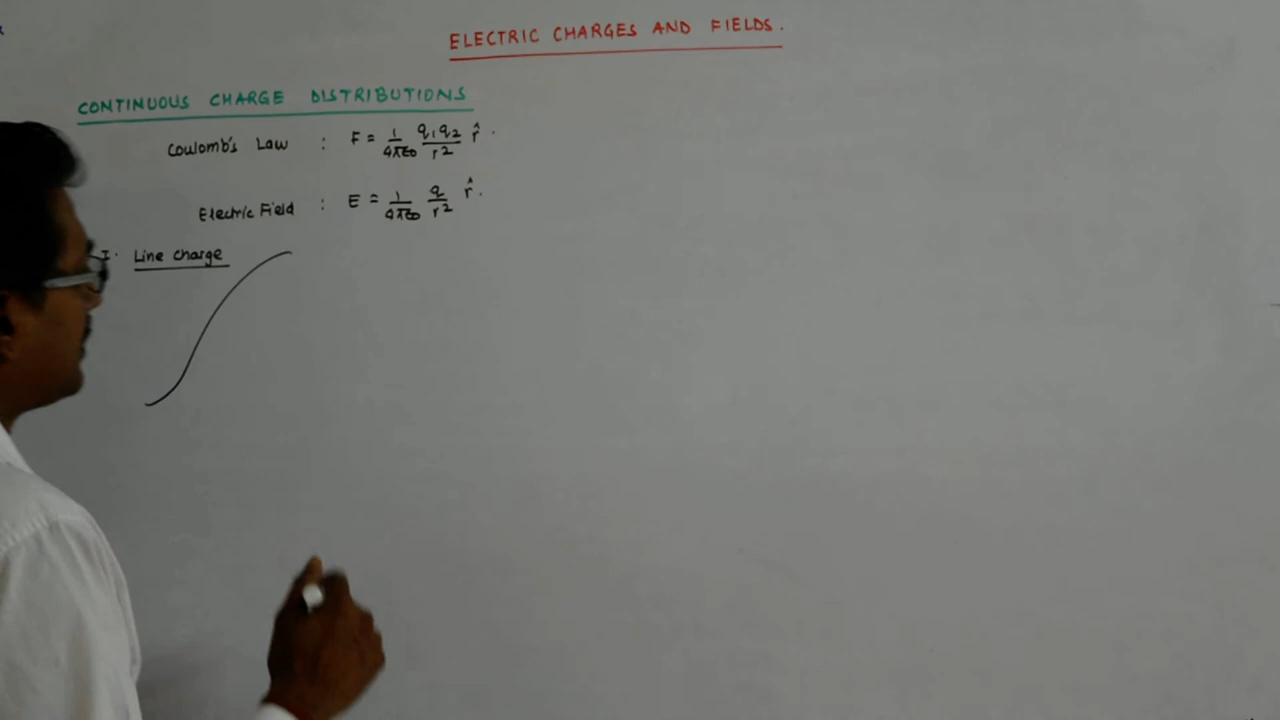 ELECTRIC CHARGES AND FIELDS.
CONTINUOUS CHARGE DISTRIBUTIONS
Coulomb's Law : F = 1/4πε0 q1q2/r2 r̂.
Electric Field : E = 1/4πε0 q/r2 r̂.
I. Line charge